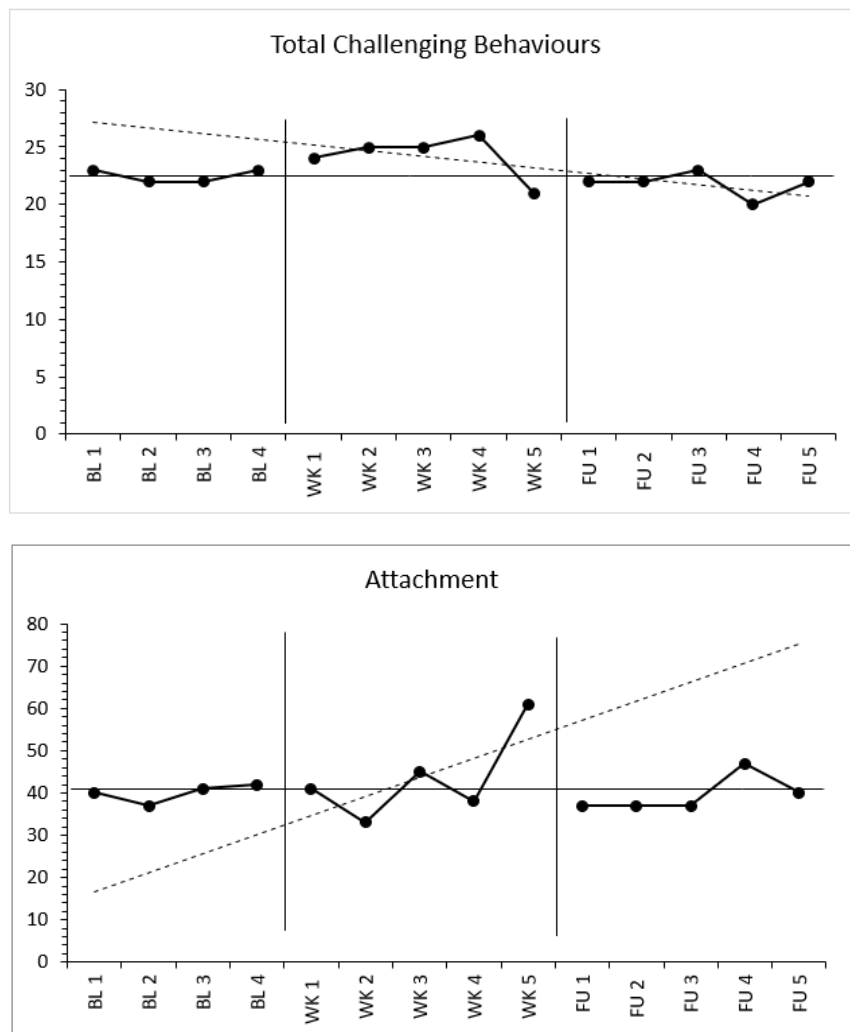 Total Challenging Behaviours
30
25
20
15
10
5
0
BL 1
BL 2
BL 3
BL 4
WK 1
WK 2
WK 3
WK 4
WK 5
FU 1
FU 2
FU 3
FU 4
FU 5
Attachment
80
70
60
50
40
30
20
10
0
BL 1
BL 2
BL 3
BL 4
WK 1
WK 2
WK 3
WK 4
WK 5
FU 1
FU 2
FU 3
FU 4
FU 5